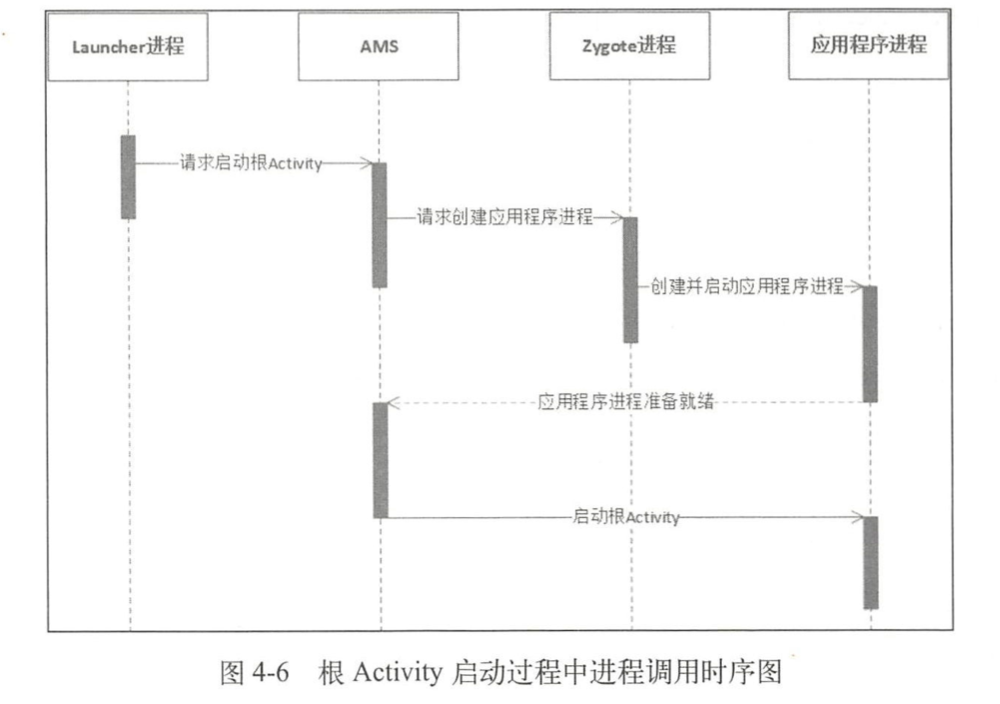 Launcher进程
AMS
Zygote进程
应用程序进程
请求启动根Activity
请求创建应用程序进程
创建并启动应用程序进程
应用程序进程准备就绪
启动根Activity
图 4-6 根 Activity 启动过程中进程调用时序图